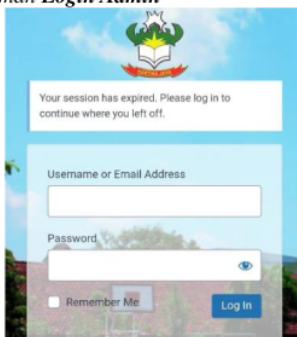 Login Admin
Your session has expired. Please log in to
continue where you left off.
Username or Email Address
Password
Remember Me
Log In